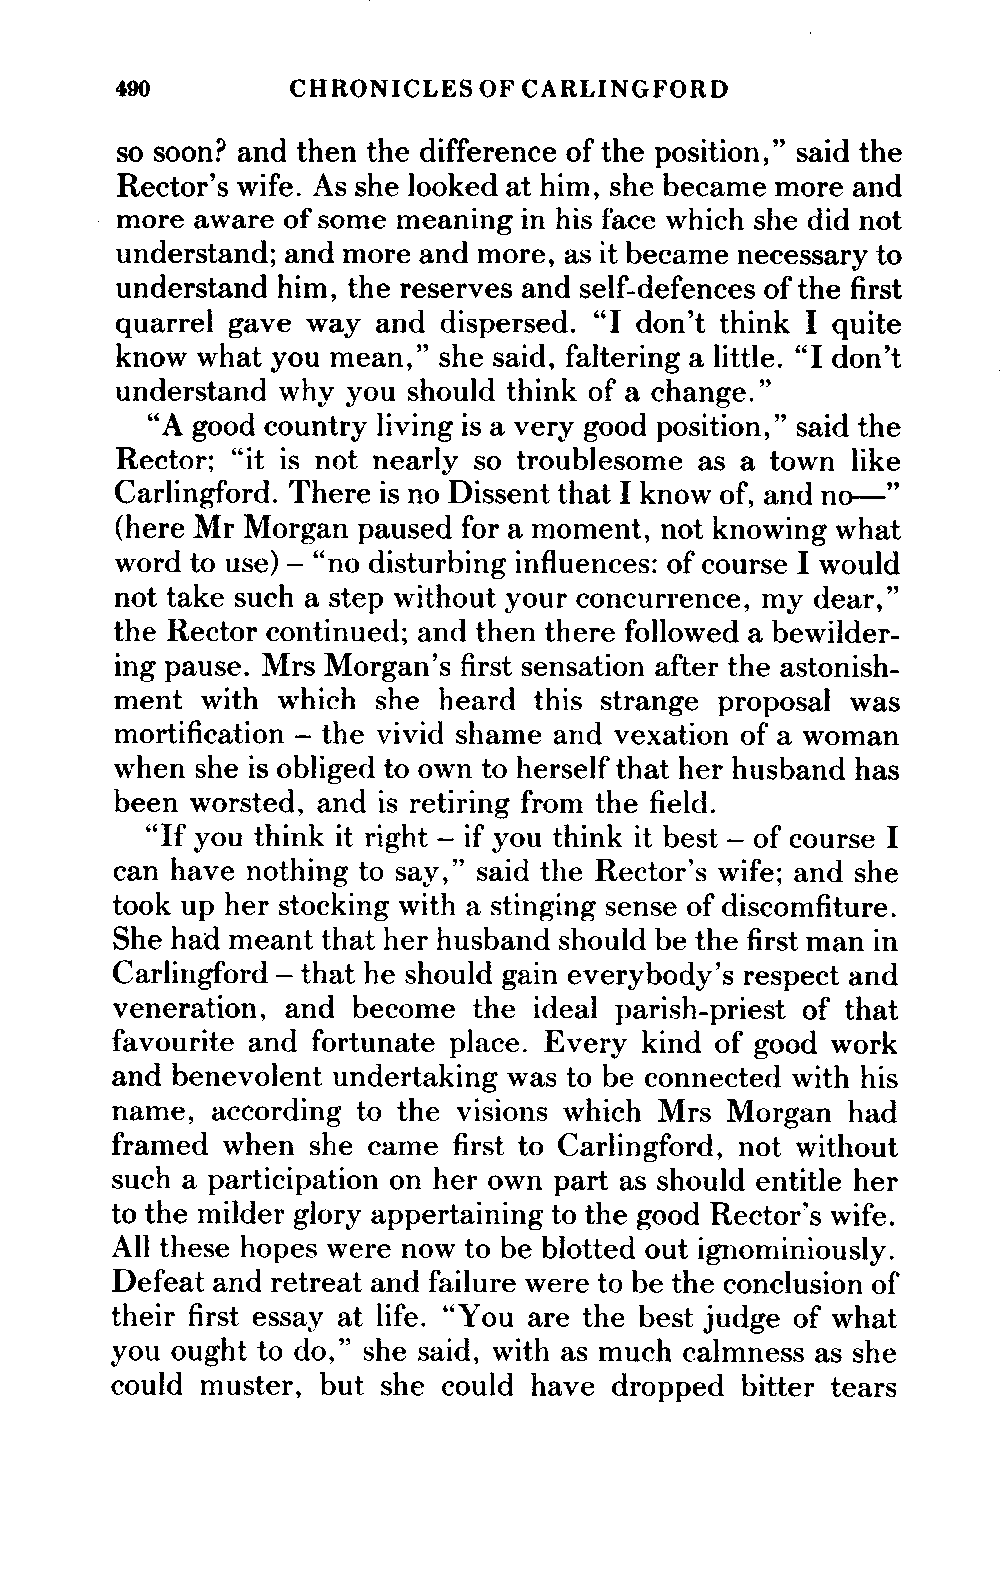 490 CHRONICLES OF CARLINGFORD
so soon? and then the difference of the position,” said the
Rector’s wife. As she looked at him, she became more and
more aware of some meaning in his face which she did not
understand; and more and more, as it became necessary to
understand him, the reserves and self-defences of the first
quarrel gave way and dispersed. “I don’t think I quite
know what you mean,” she said, faltering a little. “I don’t
understand why you should think of a change.”
“A good country living is a very good position,” said the
Rector; “it is not nearly so troublesome as a town like
Carlingford. There is no Dissent that I know of, and no—”
(here Mr Morgan paused for a moment, not knowing what
word to use) – “no disturbing influences: of course I would
not take such a step without your concurrence, my dear,”
the Rector continued; and then there followed a bewilder-
ing pause. Mrs Morgan’s first sensation after the astonish-
ment with which she heard this strange proposal was
mortification – the vivid shame and vexation of a woman
when she is obliged to own to herself that her husband has
been worsted, and is retiring from the field.
“If you think it right – if you think it best – of course I
can have nothing to say,” said the Rector’s wife; and she
took up her stocking with a stinging sense of discomfiture.
She had meant that her husband should be the first man in
Carlingford – that he should gain everybody’s respect and
veneration, and become the ideal parish-priest of that
favourite and fortunate place. Every kind of good work
and benevolent undertaking was to be connected with his
name, according to the visions which Mrs Morgan had
framed when she came first to Carlingford, not without
such a participation on her own part as should entitle her
to the milder glory appertaining to the good Rector’s wife.
All these hopes were now to be blotted out ignominiously.
Defeat and retreat and failure were to be the conclusion of
their first essay at life. “You are the best judge of what
you ought to do,” she said, with as much calmness as she
could muster, but she could have dropped bitter tears